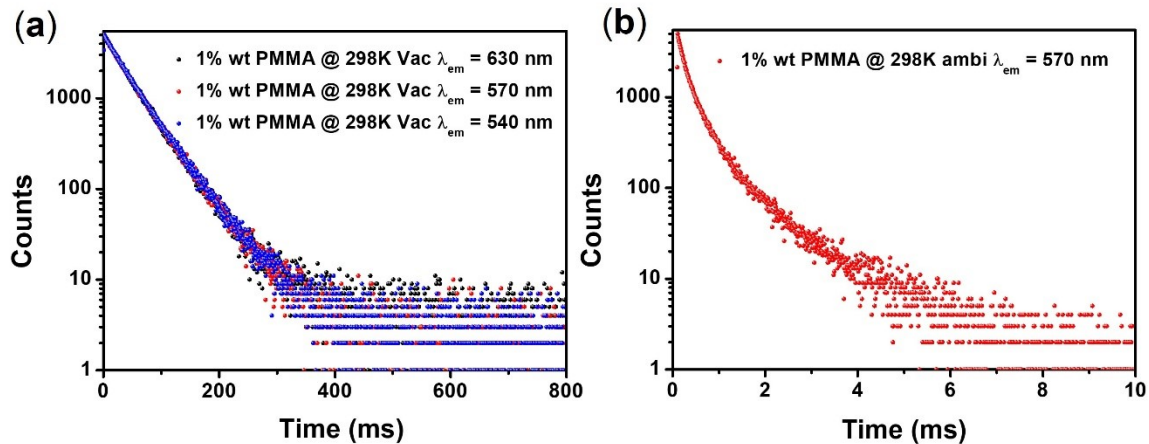 (a)
1% wt PMMA @ 298K Vac λem = 630 nm
1% wt PMMA @ 298K Vac λem = 570 nm
1% wt PMMA @ 298K Vac λem = 540 nm
1000
100
10
1
Counts
0 200 400 600 800
Time (ms)
(b)
1% wt PMMA @ 298K ambi λem = 570 nm
1000
100
10
1
Counts
0 2 4 6 8 10
Time (ms)